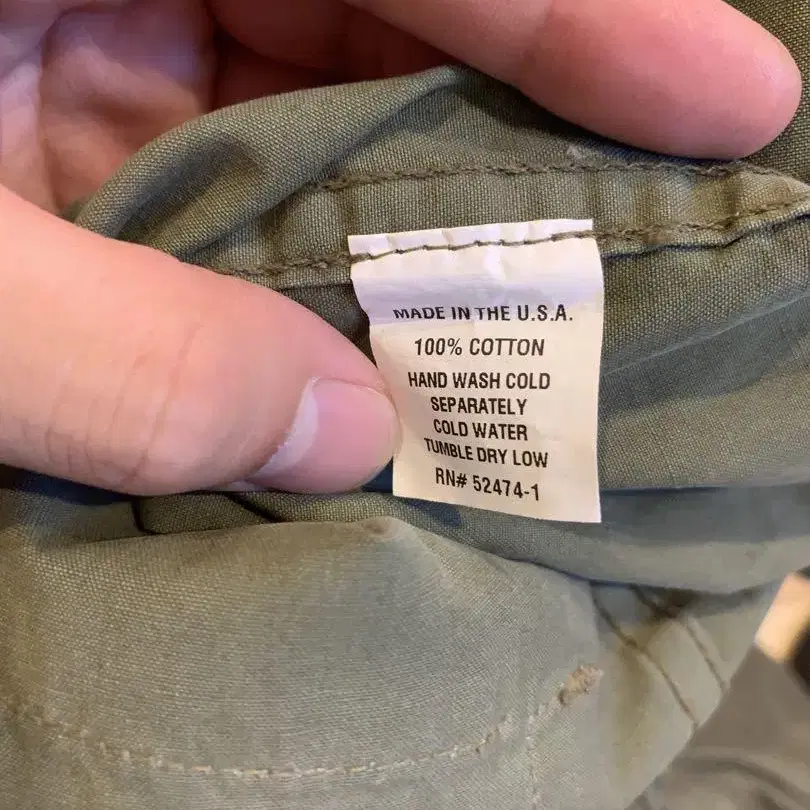 MADE IN THE U.S.A.
100% COTTON
HAND WASH COLD
SEPARATELY
COLD WATER
TUMBLE DRY LOW
RN# 52474-1